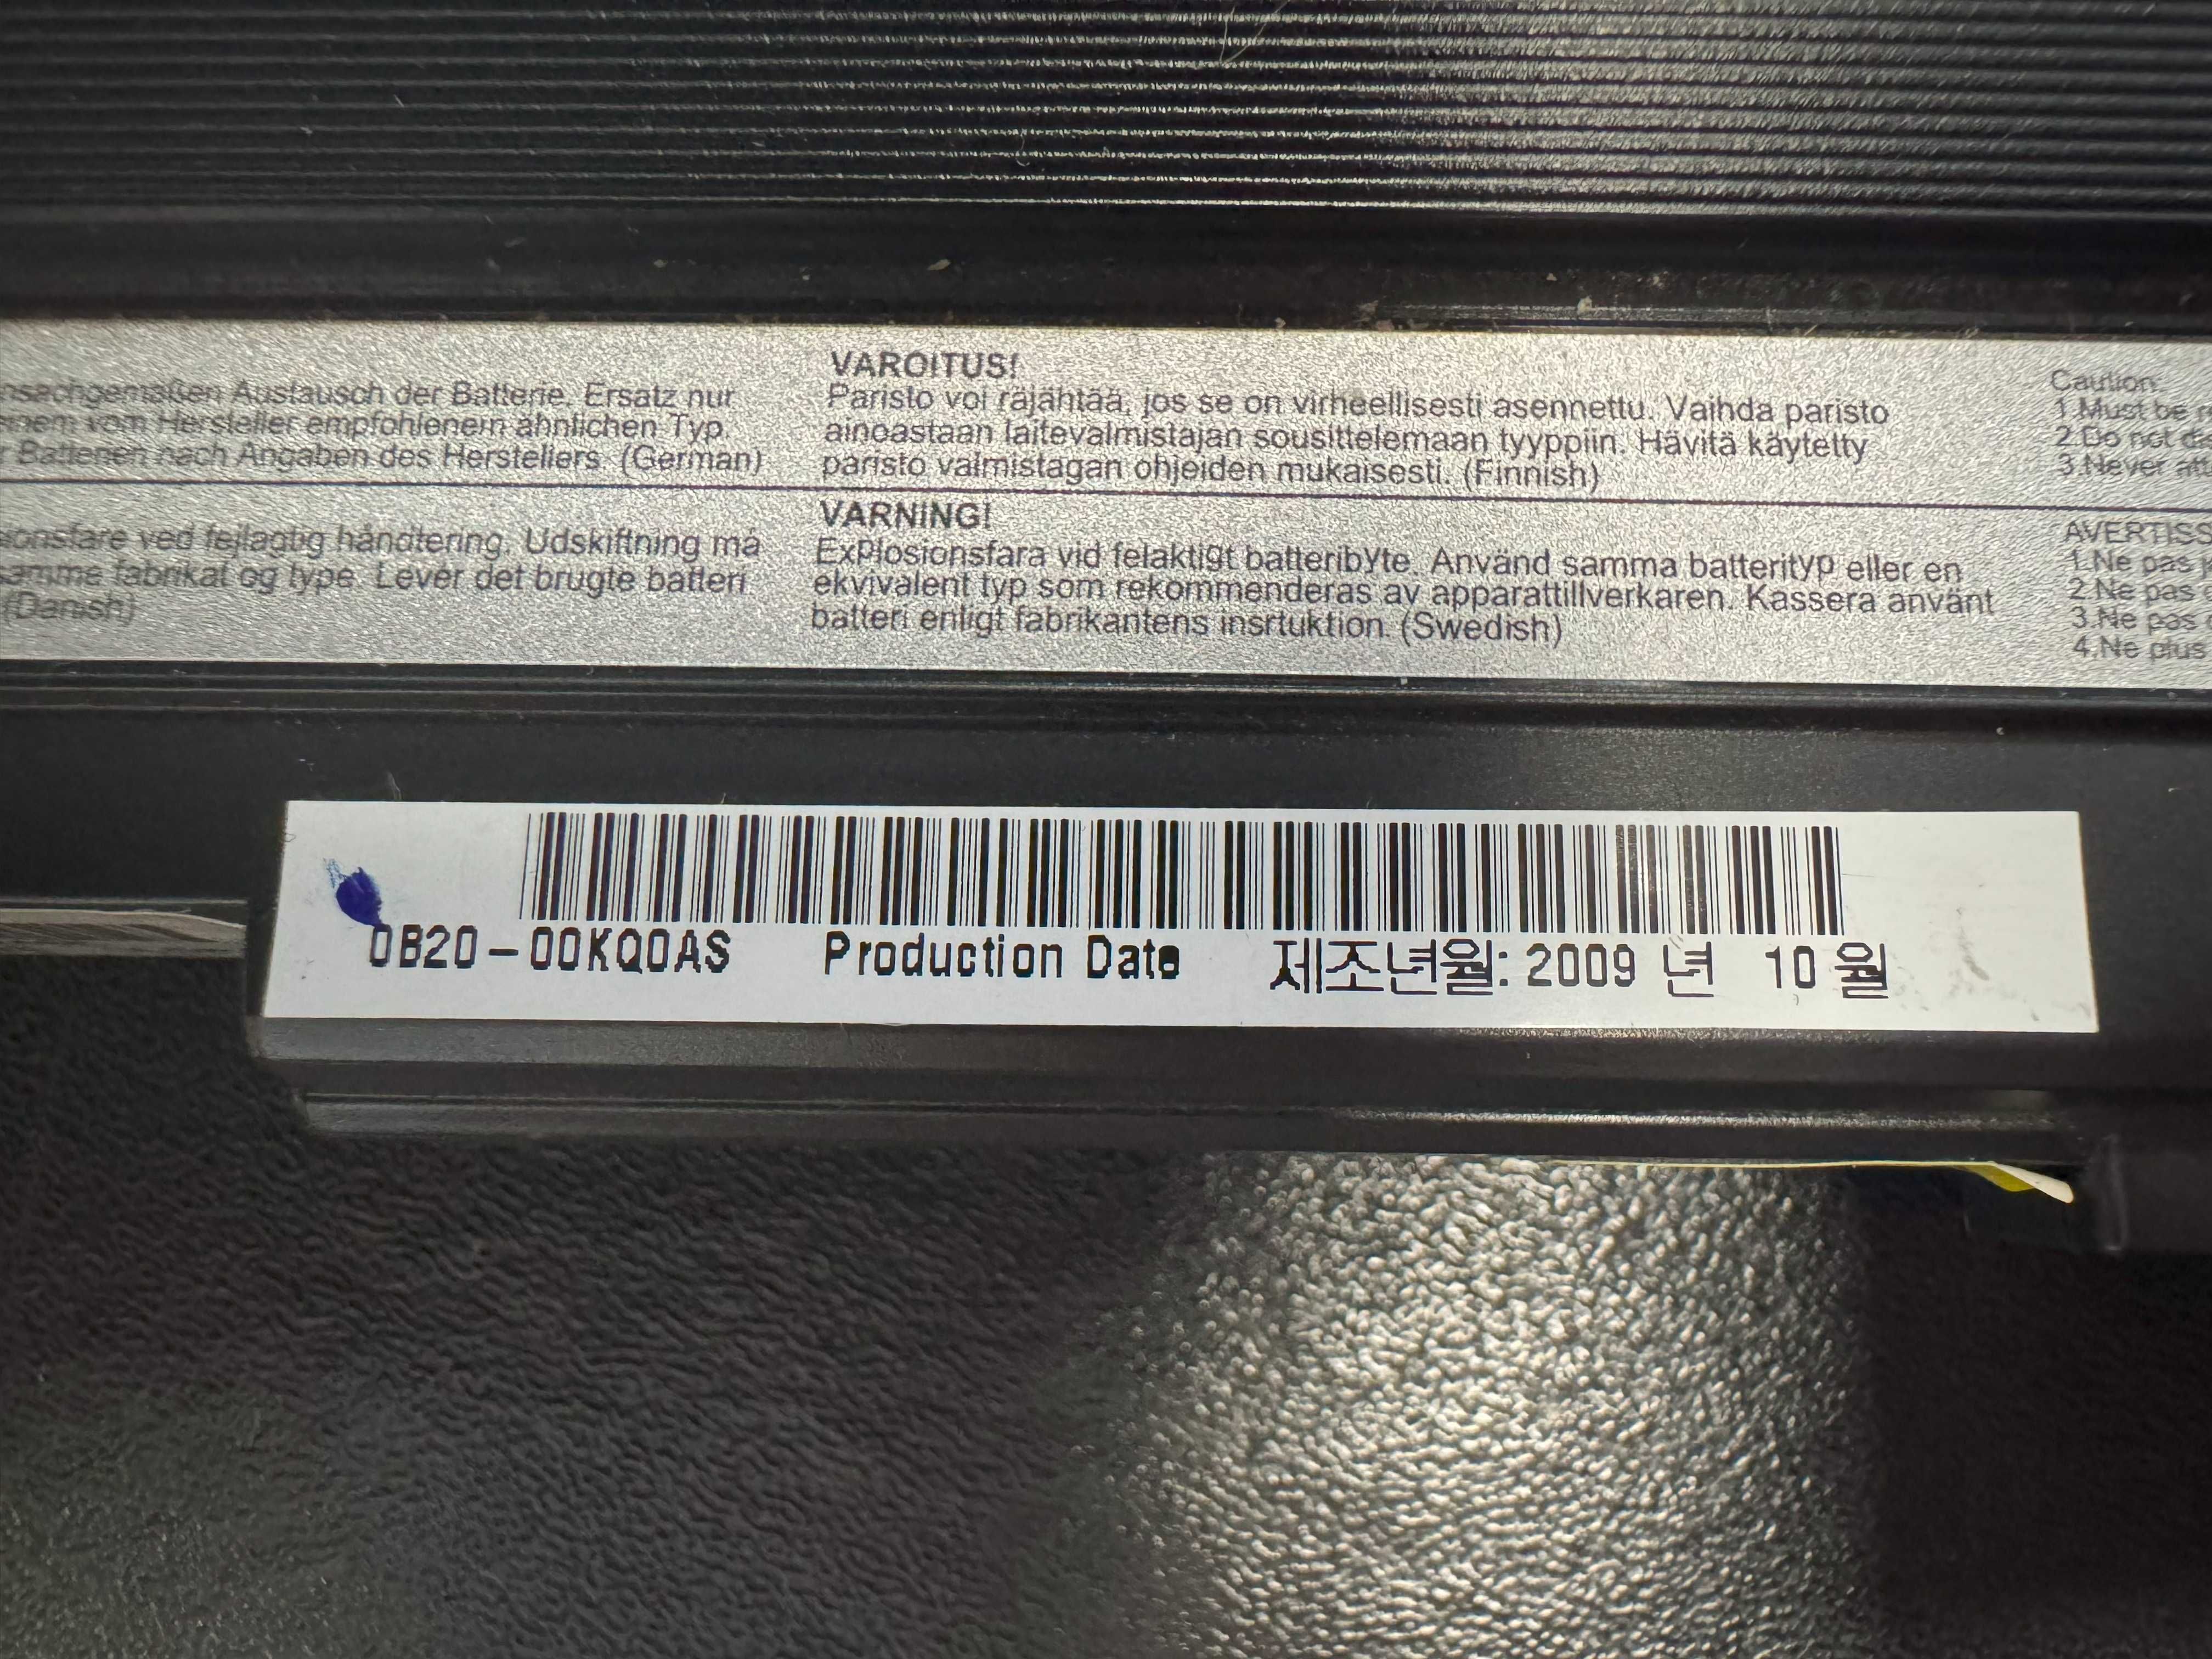 Austausch der Batterie. Ersatz nur
vom Hersteller empfohlenem ähnlichen Typ.
Batterien nach Angaben des Herstellers. (German)
VAROITUS!
Paristo voi räjähtää, jos se on virheellisesti asennettu. Vaihda paristo
ainoastaan laitevalmistajan sousittelemaan tyyppiin. Hävitä käytetty
paristo valmistagan ohjeiden mukaisesti. (Finnish)
Caution:
1.Must be
2.Do not
3.Never
ved fejlagtig håndtering. Udskiftning må
fabrikat og type. Lever det brugte batteri
(Danish)
VARNING!
Explosionsfara vid felaktigt batteribyte. Använd samma batterityp eller en
ekvivalent typ som rekommenderas av apparattillverkaren. Kassera använt
batteri enligt fabrikantens insrtuktion. (Swedish)
AVERTISS
1.Ne pas
2.Ne pas
3.Ne pas
4.Ne plus
0B20-00KQ0AS Production Date 제조년월: 2009 년 10 월